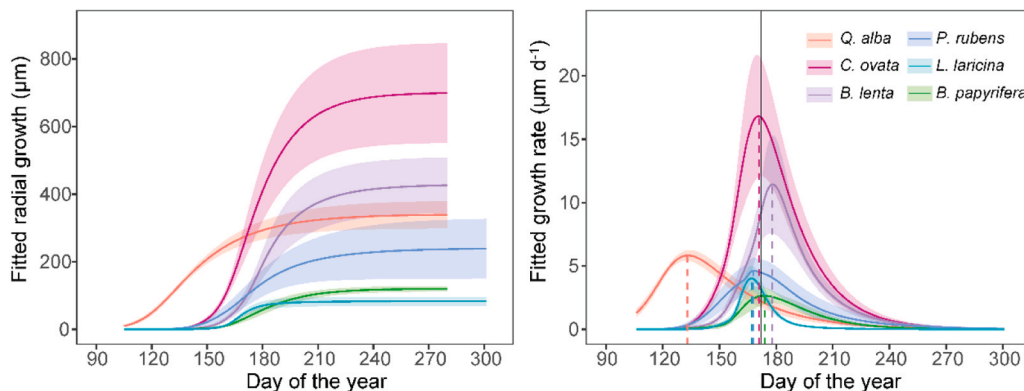 Fitted radial growth (μm)
800
600
400
200
0
90 120 150 180 210 240 270 300
Day of the year
Fitted growth rate (μm d⁻¹)
20
15
10
5
0
90 120 150 180 210 240 270 300
Day of the year
Q. alba P. rubens
C. ovata L. laricina
B. lenta B. papyrifera